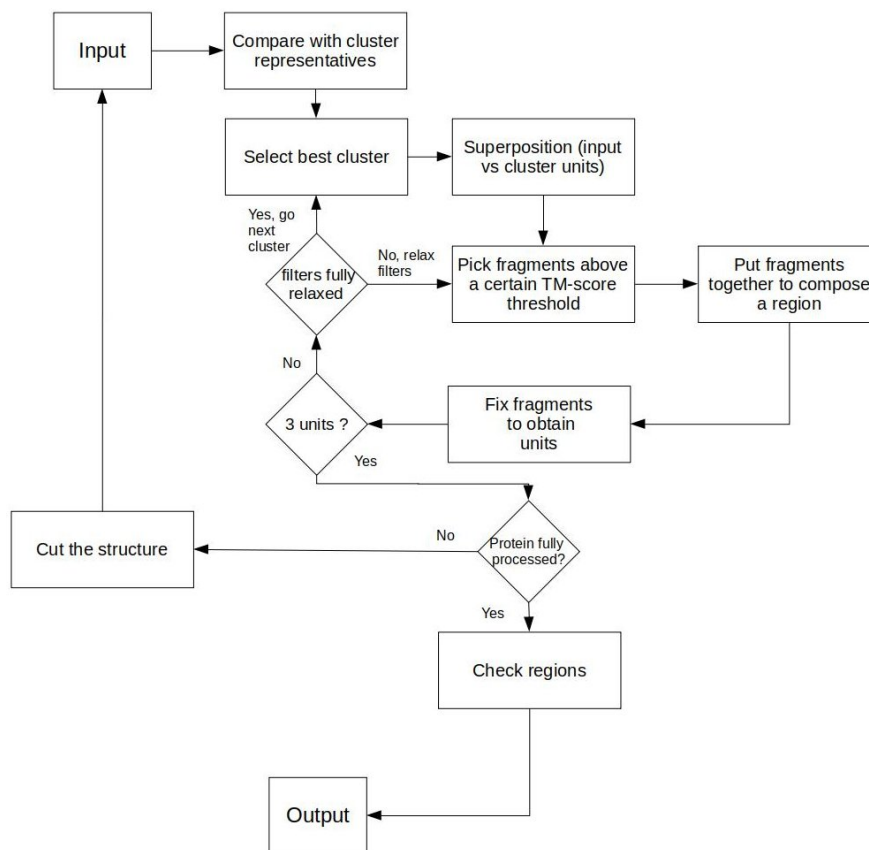 Input
Compare with cluster
representatives
Select best cluster
Superposition (input
vs cluster units)
Yes, go
next
cluster
No, relax
filters
filters fully
relaxed
Pick fragments above
a certain TM-score
threshold
Put fragments
together to compose
a region
No
3 units ?
Fix fragments
to obtain
units
Yes
Cut the structure
No
Protein fully
processed?
Yes
Check regions
Output